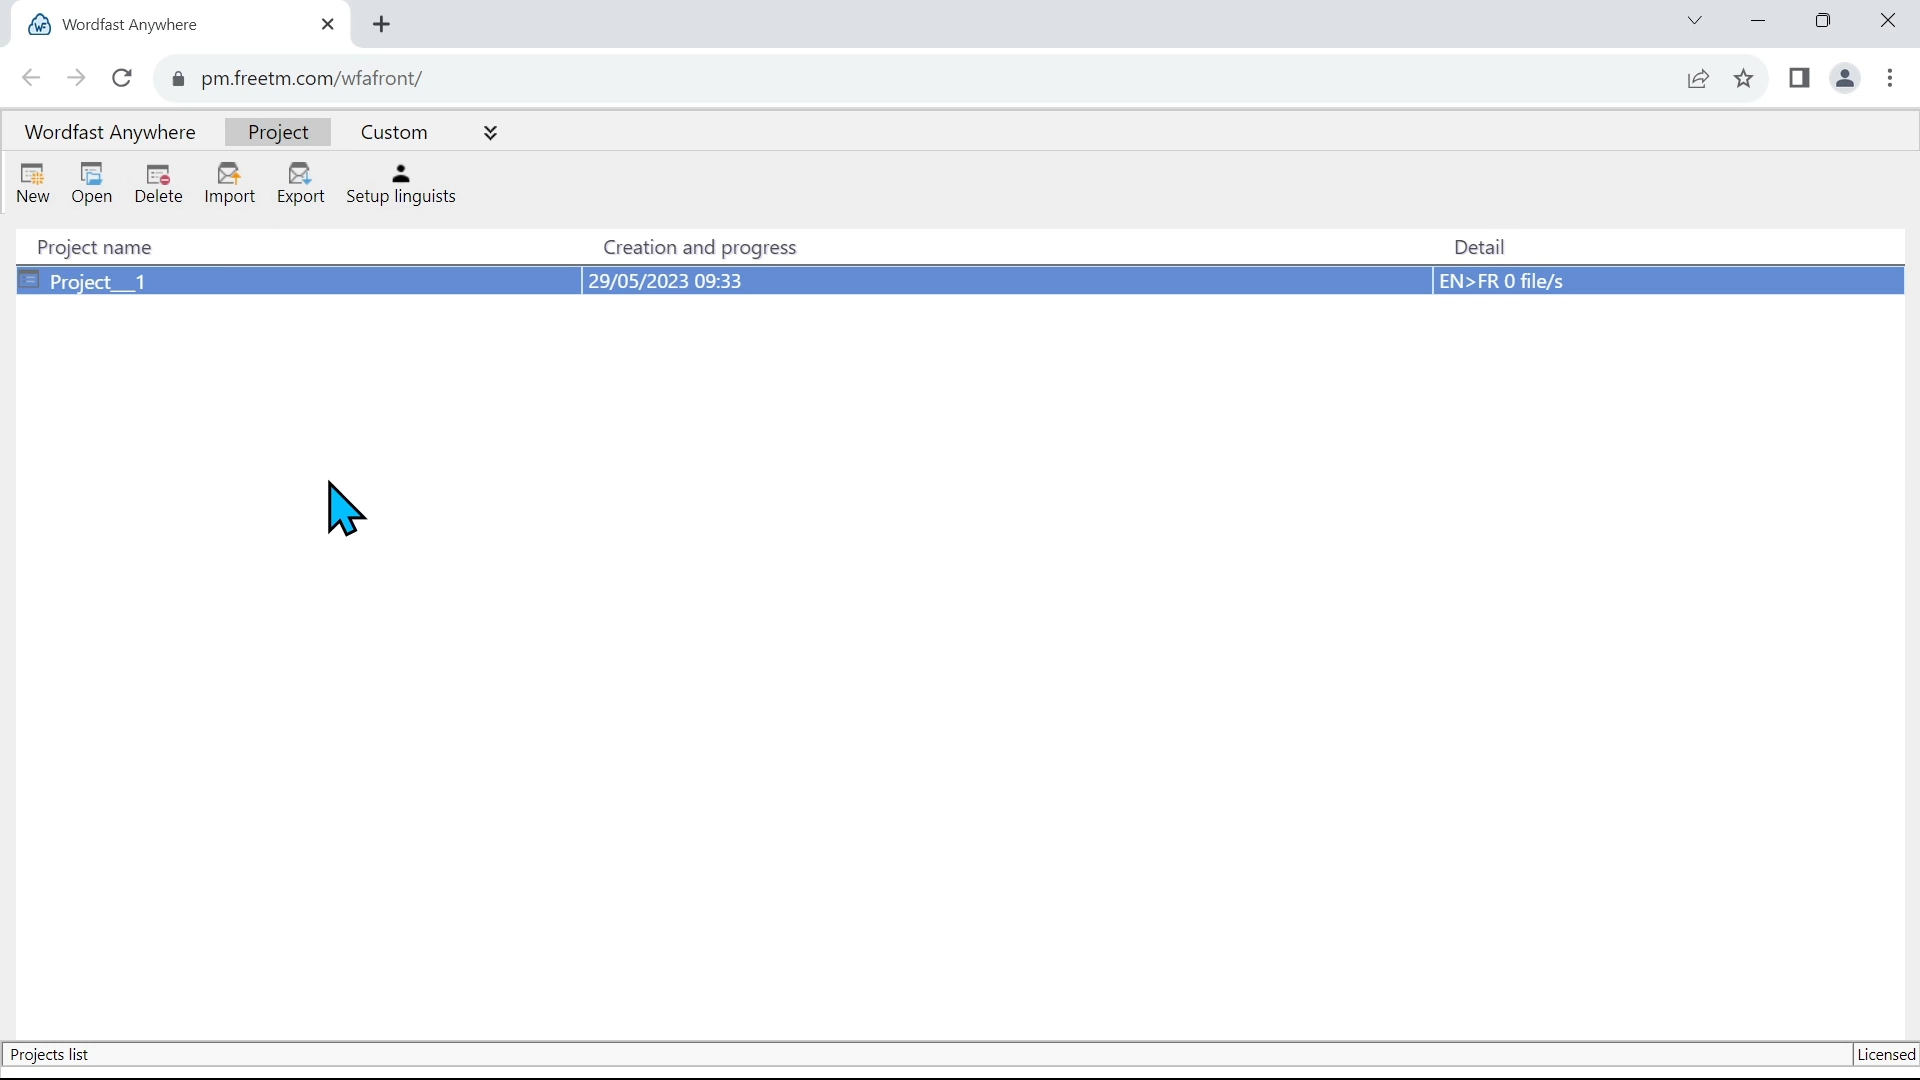 Wordfast Anywhere
pm.freetm.com/wfafront/
Wordfast Anywhere Project Custom
New Open Delete Import Export Setup linguists
Project name Creation and progress Detail
Project__1 29/05/2023 09:33 EN>FR 0 file/s
Projects list Licensed